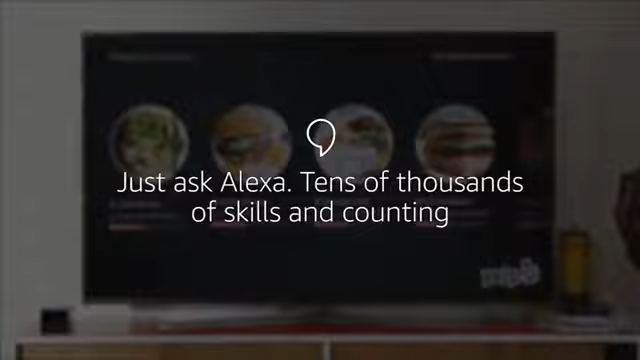 Just ask Alexa. Tens of thousands
of skills and counting